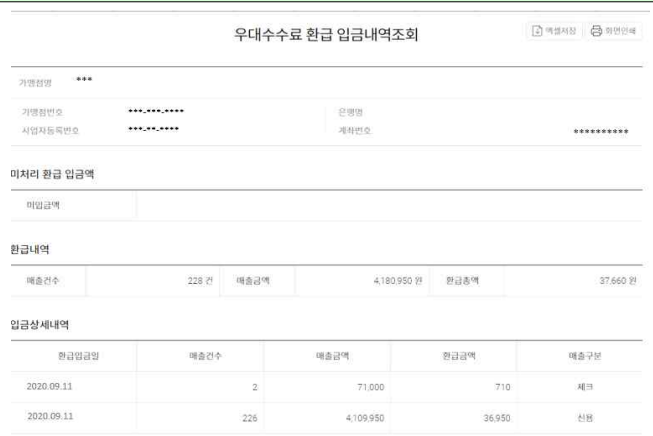 우대수수료 환급 입금내역조회
엑셀저장 화면인쇄
가맹점명 ***
가맹점번호 ***-***-**** 은행명
사업자등록번호 ***-**-**** 계좌번호 **********
미처리 환급 입금액
미입금액
환급내역
매출건수 228 건 매출금액 4,180,950 원 환급총액 37,660 원
입금상세내역
환급입금일 매출건수 매출금액 환급금액 매출구분
2020.09.11 2 71,000 710 체크
2020.09.11 226 4,109,950 36,950 신용